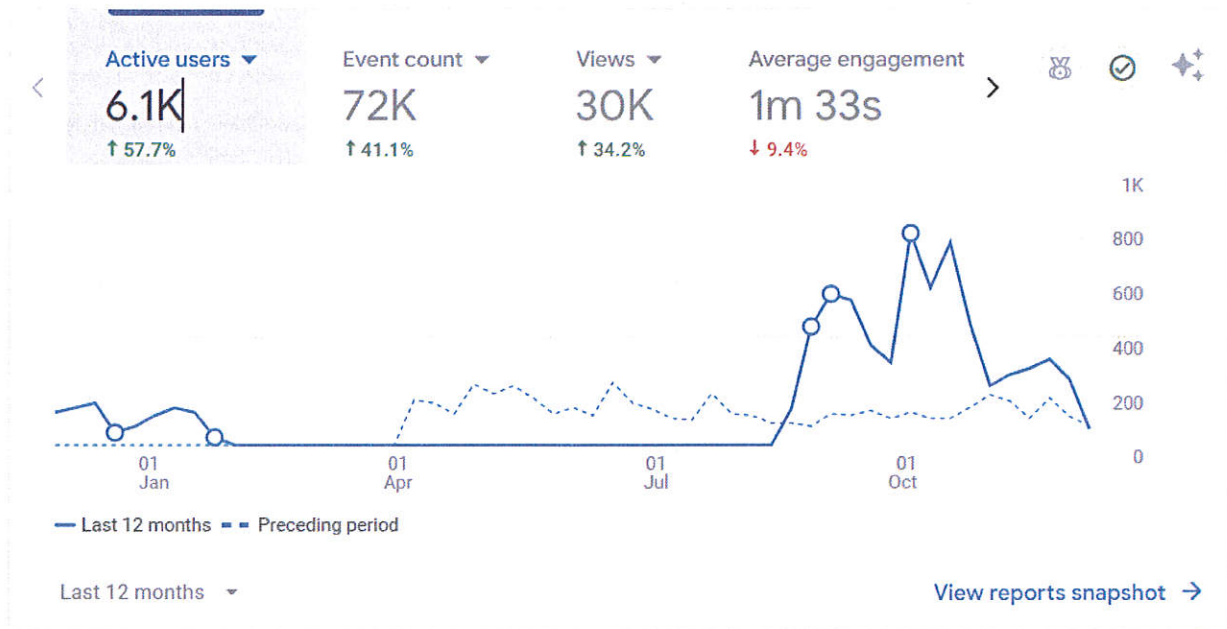 Active users Event count Views Average engagement
6.1K 72K 30K 1m 33s
↑ 57.7% ↑ 41.1% ↑ 34.2% ↓ 9.4%
1K
800
600
400
200
0
01 01 01 01
Jan Apr Jul Oct
Last 12 months Preceding period
Last 12 months View reports snapshot →